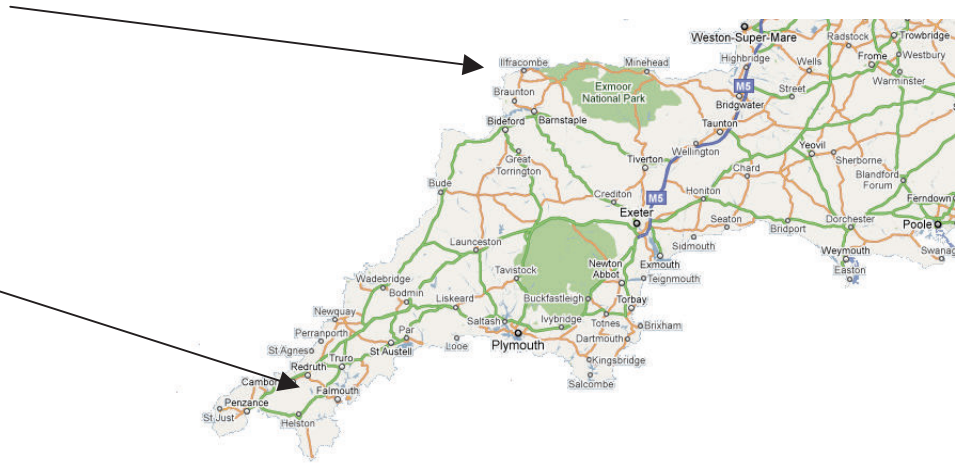 Weston-Super-Mare
Radstock
Trowbridge
Ilfracombe
Minehead
Highbridge
Wells
Frome
Westbury
Exmoor
National Park
M5
Street
Warminster
Braunton
Bridgwater
Bideford
Barnstaple
Taunton
Great
Torrington
Tiverton
Wellington
Yeovil
Sherborne
Chard
Blandford
Forum
Bude
Crediton
M5
Honiton
Ferndown
Exeter
Seaton
Bridport
Dorchester
Poole
Launceston
Sidmouth
Weymouth
Swanag
Tavistock
Newton
Abbot
Exmouth
Easton
Teignmouth
Wadebridge
Bodmin
Liskeard
Buckfastleigh
Torbay
Newquay
Saltash
Ivybridge
Totnes
Brixham
Perranporth
Par
Looe
Plymouth
Dartmouth
St Agnes
Truro
St Austell
Kingsbridge
Redruth
Salcombe
Cambor
Falmouth
Penzance
St Just
Helston